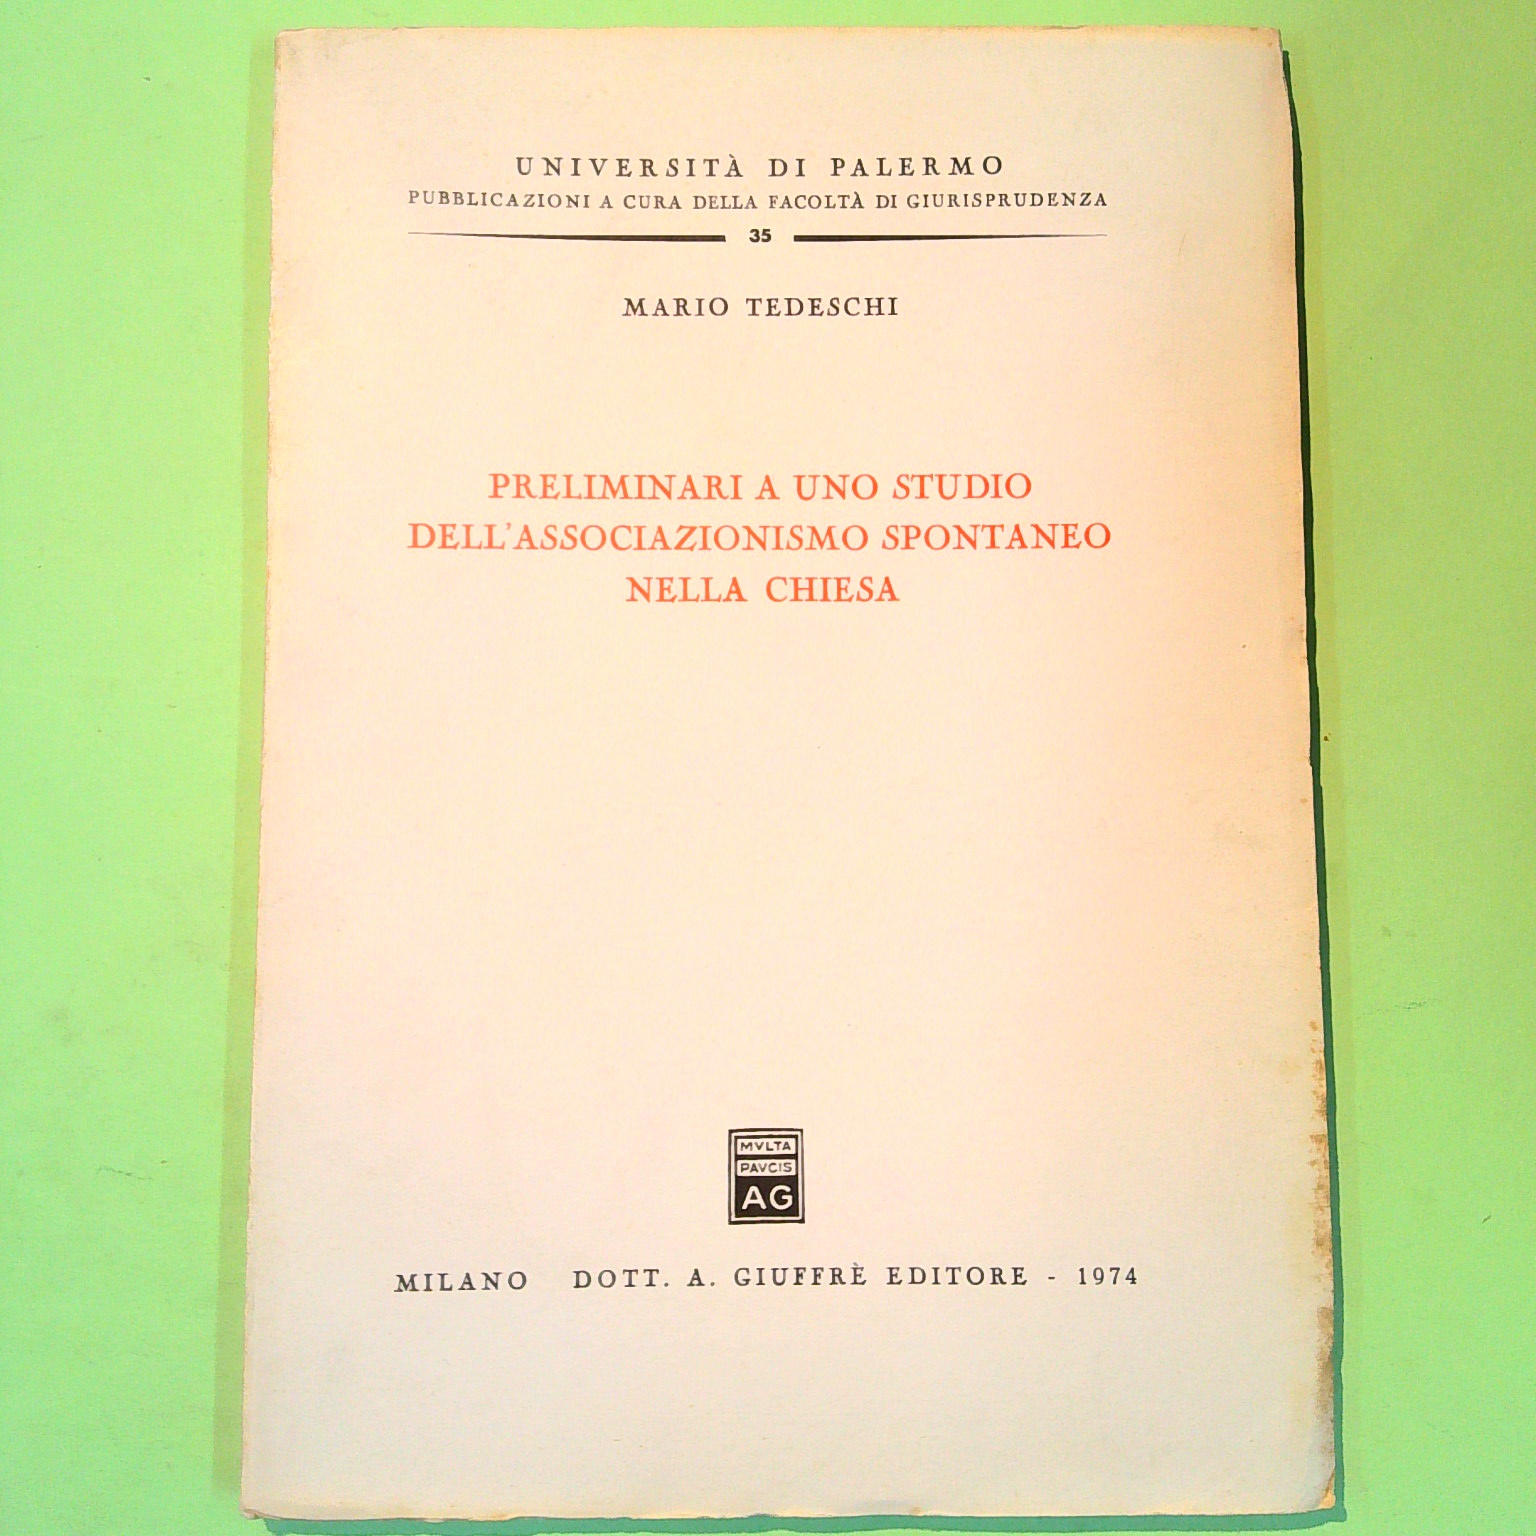 UNIVERSITÀ DI PALERMO
PUBBLICAZIONI A CURA DELLA FACOLTÀ DI GIURISPRUDENZA
35
MARIO TEDESCHI
PRELIMINARI A UNO STUDIO
DELL'ASSOCIAZIONISMO SPONTANEO
NELLA CHIESA
MVLTA
PAVCIS
AG
MILANO DOTT. A. GIUFFRÈ EDITORE - 1974